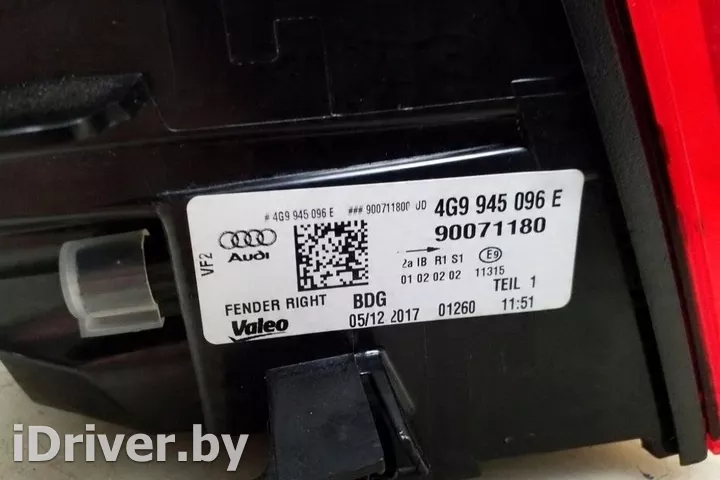 # 4G9 945 096 E ### 900711800 UD 4G9 945 096 E
90071180
VF2
Audi
2a IB R1 S1 E9
01 02 02 02 11315
FENDER RIGHT BDG TEIL 1
Valeo 05/12 2017 01260 11:51
iDriver.by